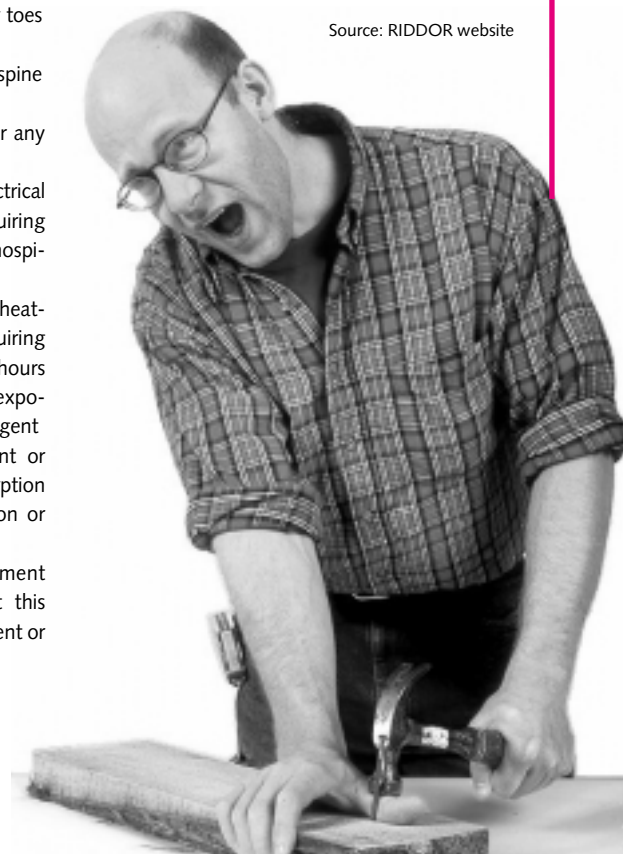 toes
spine
r any
ctrical
uiring
nospi-
heat-
uiring
hours
expo-
gent
nt or
ption
on or
ment
t this
ent or
Source: RIDDOR website